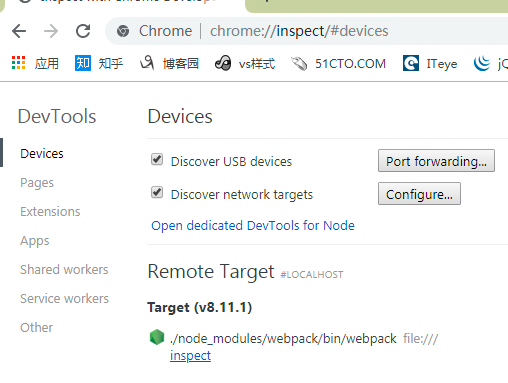 Inspect with Chrome Develope
Chrome chrome://inspect/#devices
应用 知 知乎 博客园 vs样式 51CTO.COM ITeye jQ
DevTools
Devices
Pages
Extensions
Apps
Shared workers
Service workers
Other
Devices
Discover USB devices Port forwarding...
Discover network targets Configure...
Open dedicated DevTools for Node
Remote Target #LOCALHOST
Target (v8.11.1)
./node_modules/webpack/bin/webpack file:///
inspect